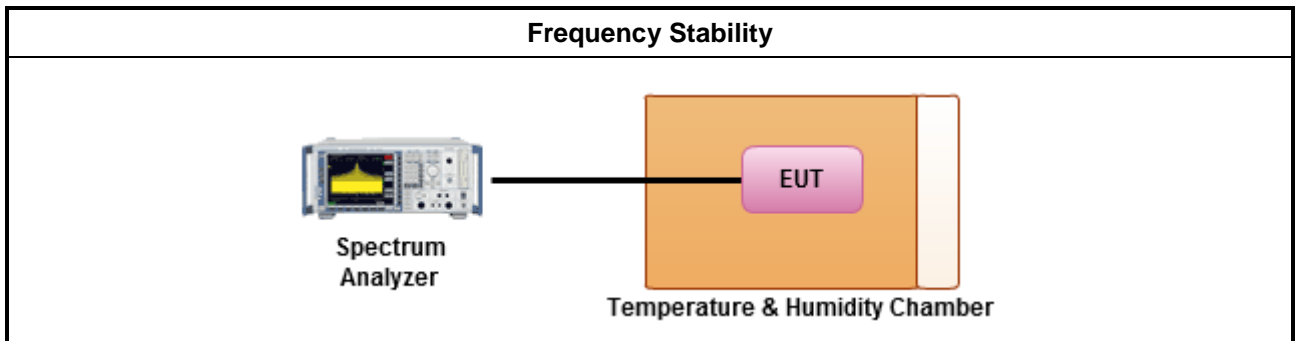 Frequency Stability
EUT
Spectrum
Analyzer
Temperature & Humidity Chamber